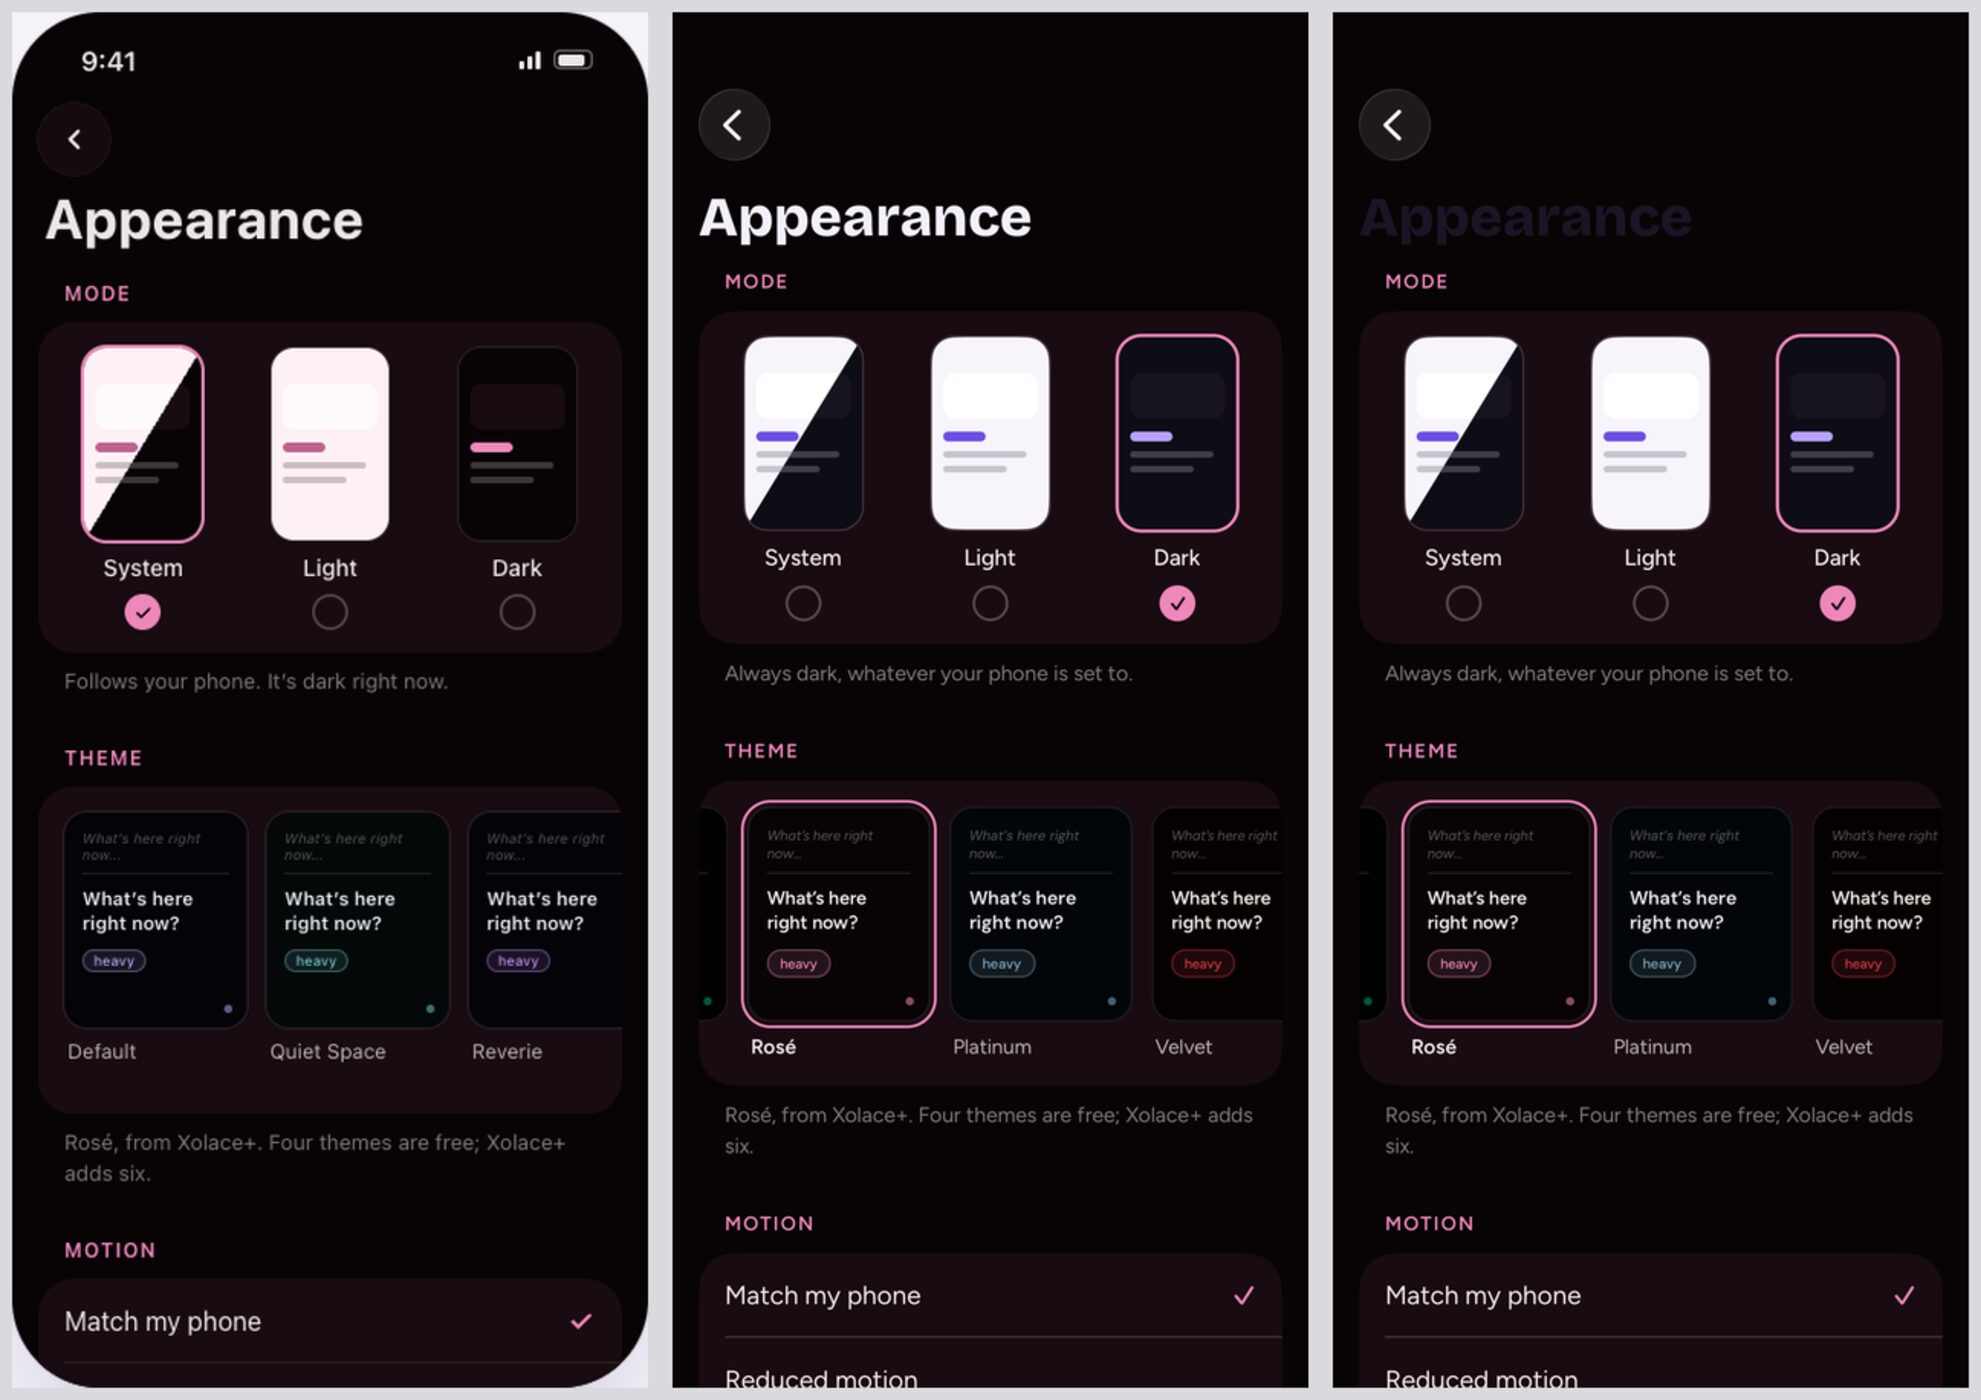 9:41
Appearance
MODE
System
Light
Dark
Follows your phone. It's dark right now.
THEME
What's here right
now...
What's here
right now?
heavy
Default
What's here right
now...
What's here
right now?
heavy
Quiet Space
What's here right
now...
What's here
right now?
heavy
Reverie
Rosé, from Xolace+. Four themes are free; Xolace+
adds six.
MOTION
Match my phone
Appearance
MODE
System
Light
Dark
Always dark, whatever your phone is set to.
THEME
What's here right
now...
What's here
right now?
heavy
Rosé
What's here right
now...
What's here
right now?
heavy
Platinum
What's here right
now...
What's here
right now?
heavy
Velvet
Rosé, from Xolace+. Four themes are free; Xolace+ adds
six.
MOTION
Match my phone
Reduced motion
Appearance
MODE
System
Light
Dark
Always dark, whatever your phone is set to.
THEME
What's here right
now...
What's here
right now?
heavy
Rosé
What's here right
now...
What's here
right now?
heavy
Platinum
What's here right
now...
What's here
right now?
heavy
Velvet
Rosé, from Xolace+. Four themes are free; Xolace+ adds
six.
MOTION
Match my phone
Reduced motion